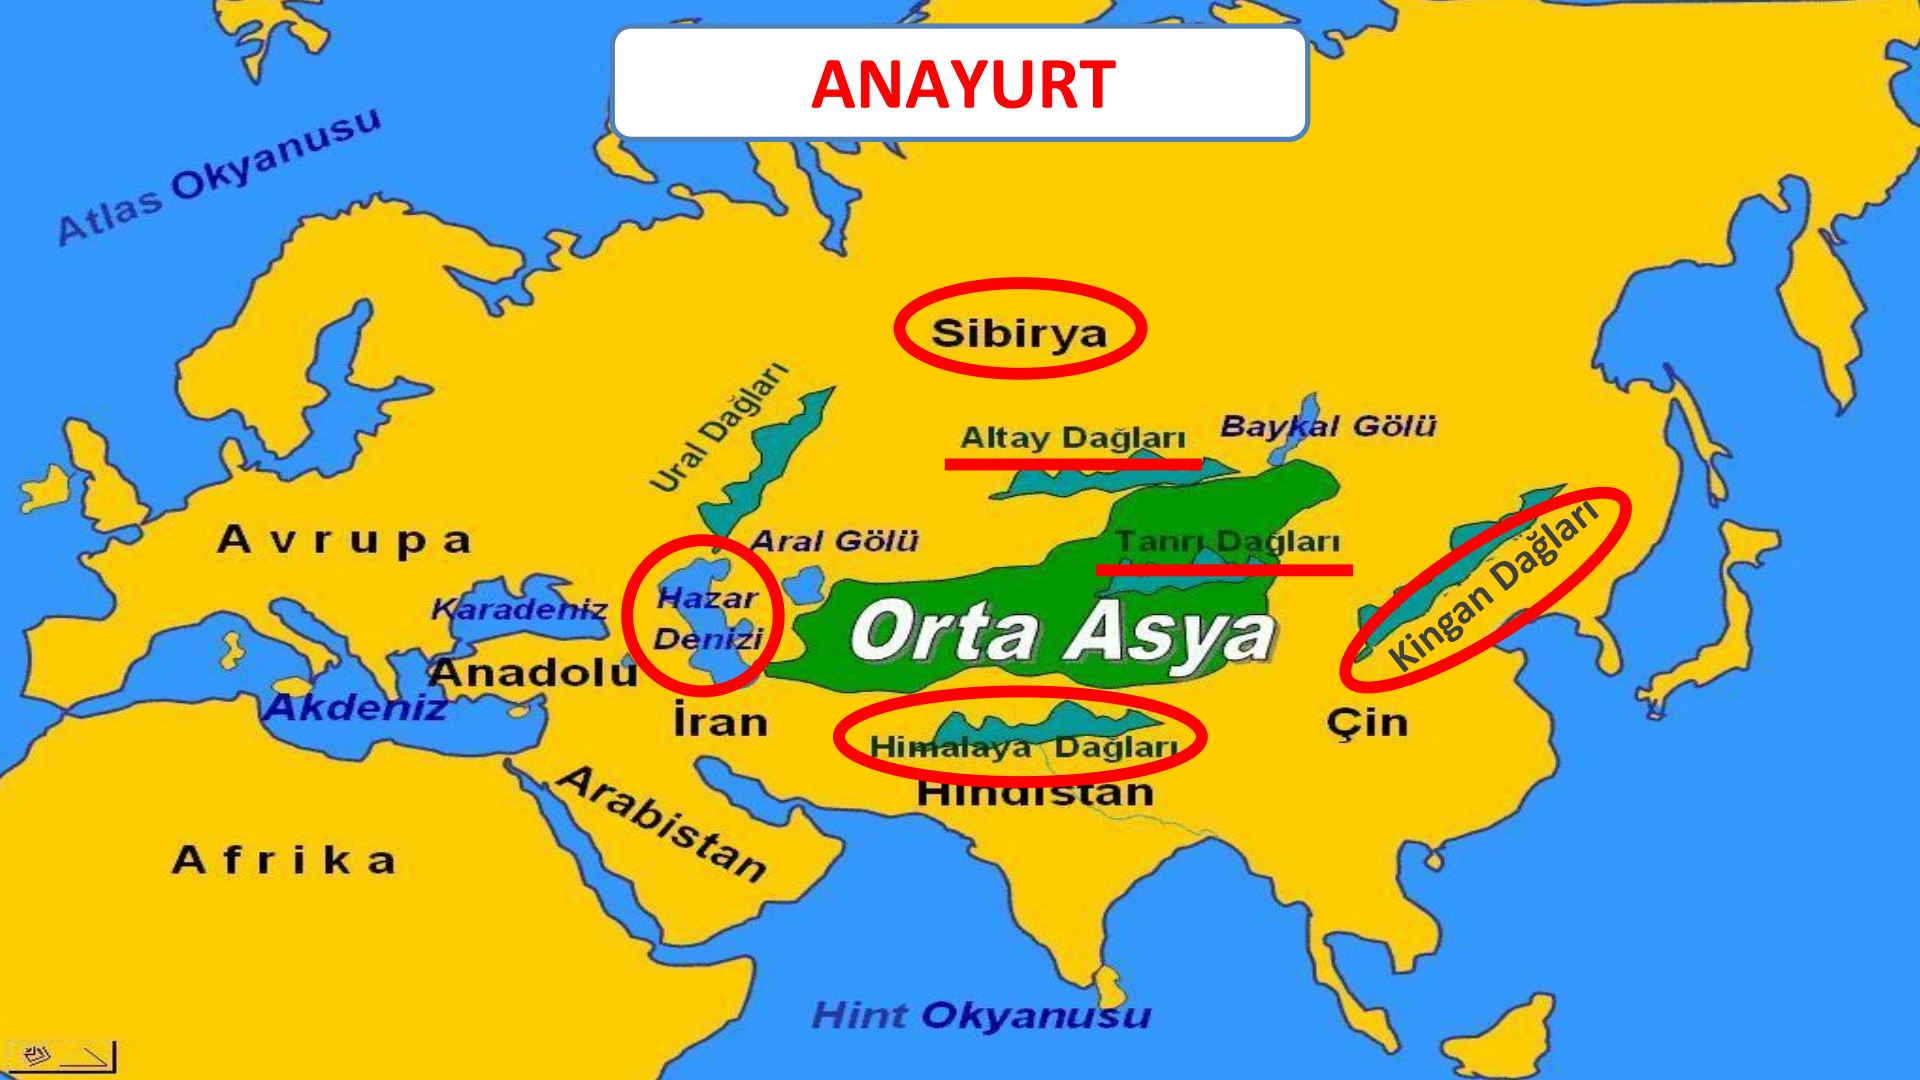 ANAYURT
Atlas Okyanusu
Sibirya
Ural Dağları
Altay Dağları
Baykal Gölü
Avrupa
Aral Gölü
Tanrı Dağları
Kingan Dağları
Karadeniz
Hazar
Denizi
Orta Asya
Anadolu
Akdeniz
İran
Himalaya Dağları
Çin
Hindistan
Arabistan
Afrika
Hint Okyanusu